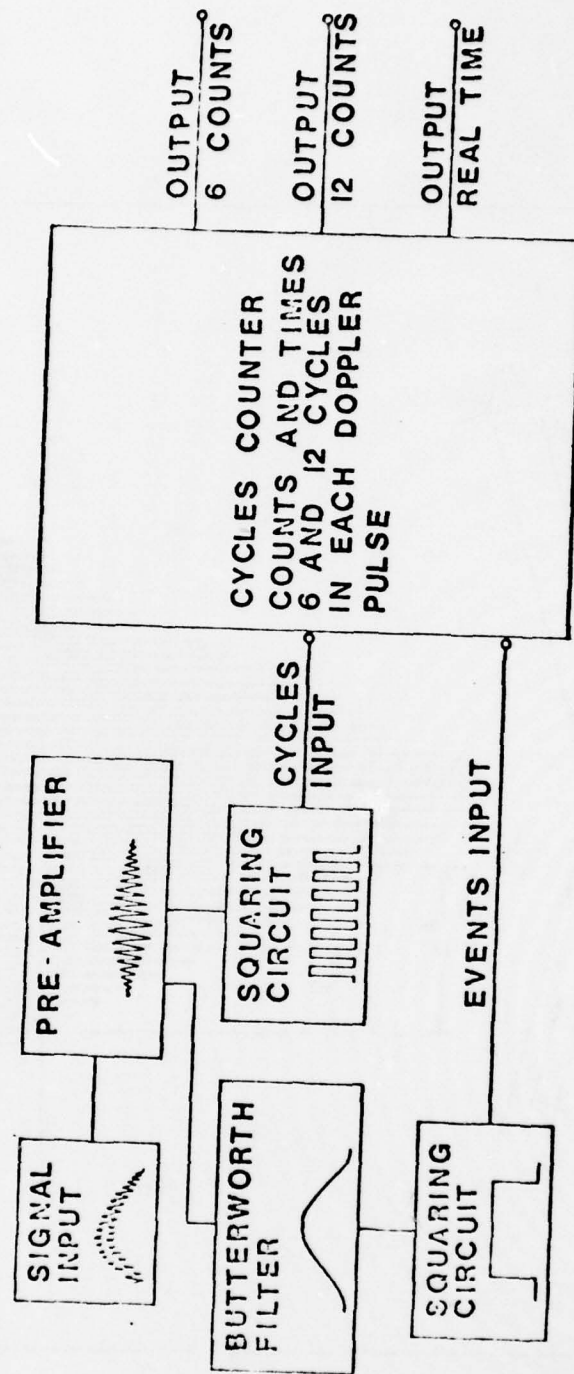 SIGNAL
INPUT
PRE-AMPLIFIER
BUTTERWORTH
FILTER
SQUARING
CIRCUIT
SQUARING
CIRCUIT
CYCLES
INPUT
EVENTS INPUT
CYCLES COUNTER
COUNTS AND TIMES
6 AND 12 CYCLES
IN EACH DOPPLER
PULSE
OUTPUT
6 COUNTS
OUTPUT
12 COUNTS
OUTPUT
REAL TIME